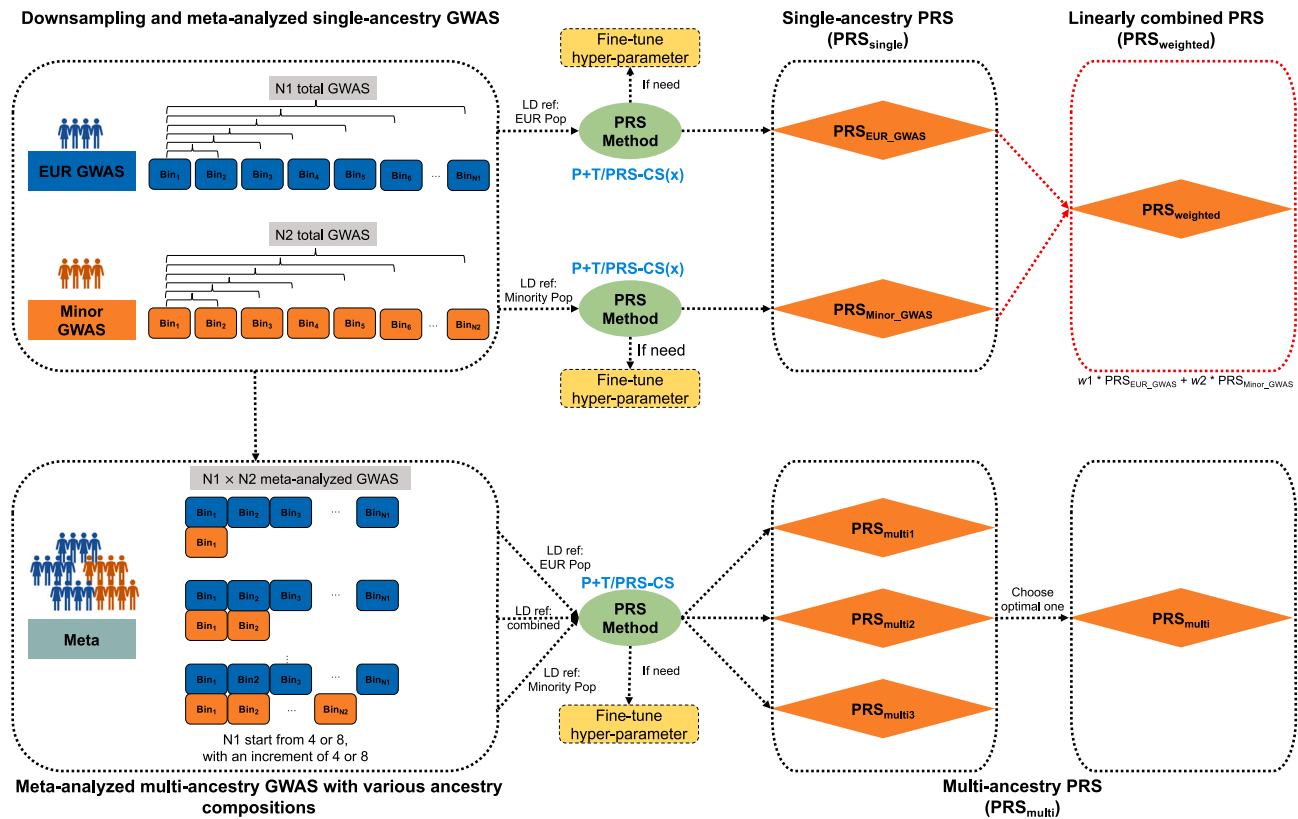 Downsampling and meta-analyzed single-ancestry GWAS
N1 total GWAS
EUR GWAS
Bin1 Bin2 Bin3 Bin4 Bin5 Bin6 ... BinN1
N2 total GWAS
Minor
GWAS
Bin1 Bin2 Bin3 Bin4 Bin5 Bin6 ... BinN2
Fine-tune
hyper-parameter
If need
LD ref:
EUR Pop
PRS
Method
P+T/PRS-CS(x)
P+T/PRS-CS(x)
LD ref:
Minority Pop
PRS
Method
If need
Fine-tune
hyper-parameter
Single-ancestry PRS
(PRSsingle)
PRSEUR_GWAS
PRSMinor_GWAS
Linearly combined PRS
(PRSweighted)
PRSweighted
w1 * PRSEUR_GWAS + w2 * PRSMinor_GWAS
N1 × N2 meta-analyzed GWAS
Bin1 Bin2 Bin3 ... BinN1
Bin1
Bin1 Bin2 Bin3 ... BinN1
Bin1 Bin2
...
Bin1 Bin2 Bin3 ... BinN1
Bin1 Bin2 ... BinN2
Meta
N1 start from 4 or 8,
with an increment of 4 or 8
Meta-analyzed multi-ancestry GWAS with various ancestry
compositions
LD ref:
EUR Pop
LD ref:
combined
LD ref:
Minority Pop
P+T/PRS-CS
PRS
Method
If need
Fine-tune
hyper-parameter
PRSmulti1
PRSmulti2
PRSmulti3
Choose
optimal one
PRSmulti
Multi-ancestry PRS
(PRSmulti)